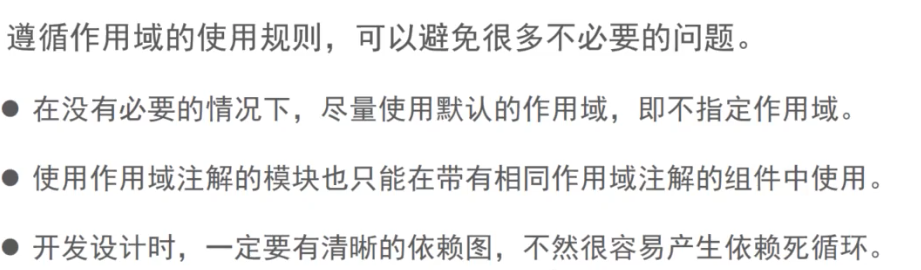 遵循作用域的使用规则，可以避免很多不必要的问题。
● 在没有必要的情况下，尽量使用默认的作用域，即不指定作用域。
● 使用作用域注解的模块也只能在带有相同作用域注解的组件中使用。
● 开发设计时，一定要有清晰的依赖图，不然很容易产生依赖死循环。